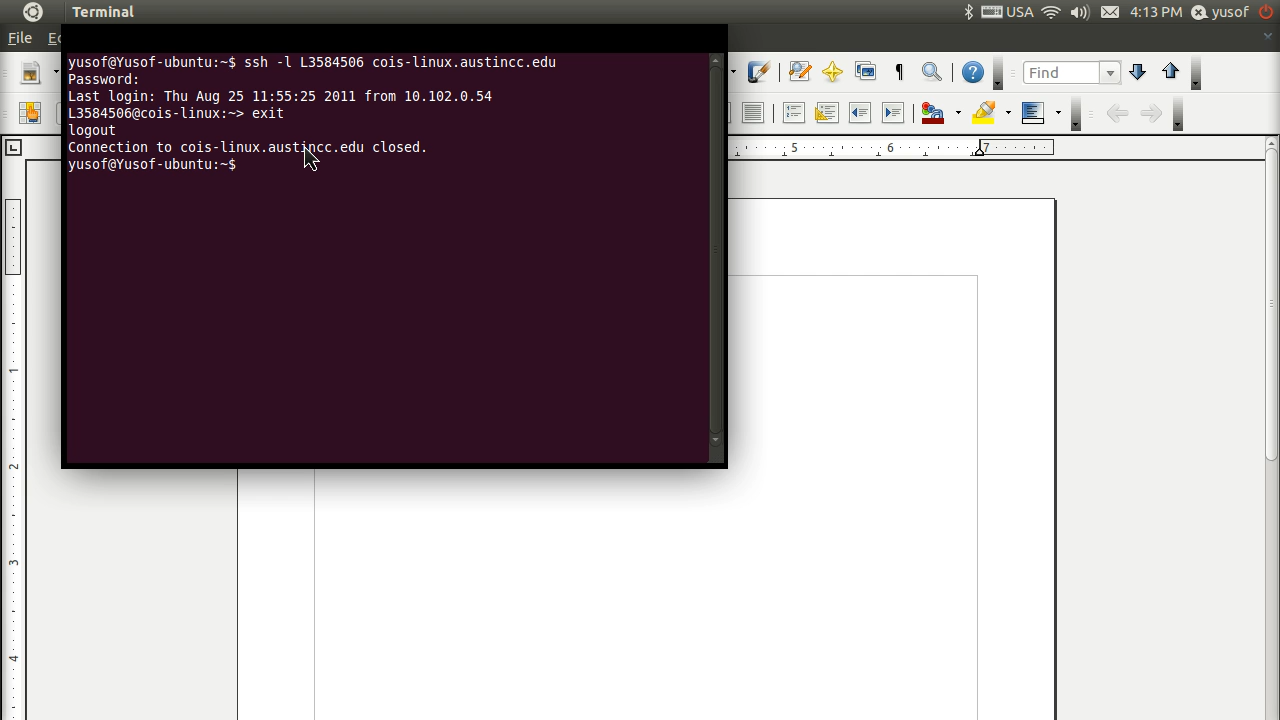 Terminal
USA
4:13 PM
yusof
File
yusof@Yusof-ubuntu:~$ ssh -l L3584506 cois-linux.austincc.edu
Password:
Last login: Thu Aug 25 11:55:25 2011 from 10.102.0.54
L3584506@cois-linux:~> exit
logout
Connection to cois-linux.austincc.edu closed.
yusof@Yusof-ubuntu:~$
Find
5
6
7
1
2
3
4